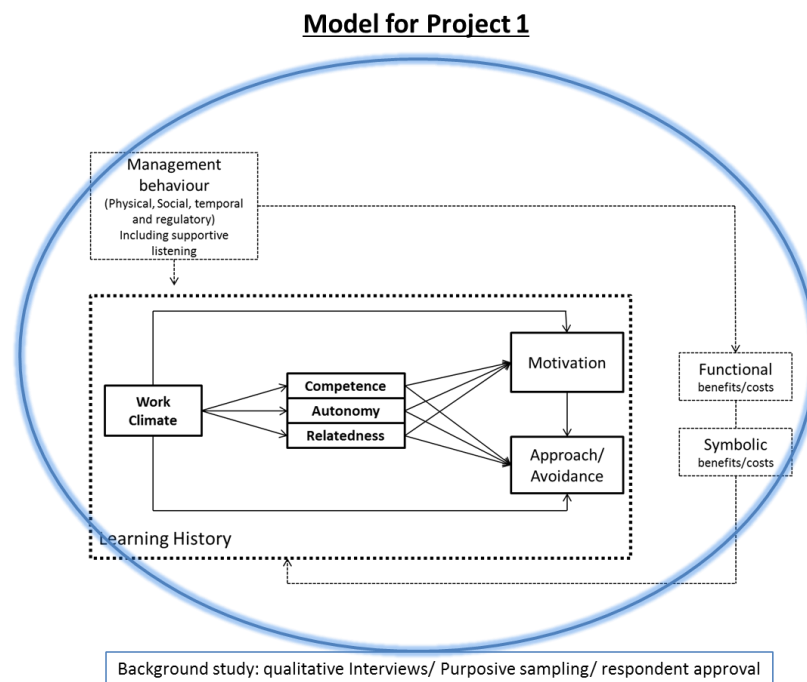 Model for Project 1
Management
behaviour
(Physical, Social, temporal
and regulatory)
Including supportive
listening
Work
Climate
Competence
Autonomy
Relatedness
Motivation
Approach/
Avoidance
Functional
benefits/costs
Symbolic
benefits/costs
Learning History
Background study: qualitative Interviews/ Purposive sampling/ respondent approval